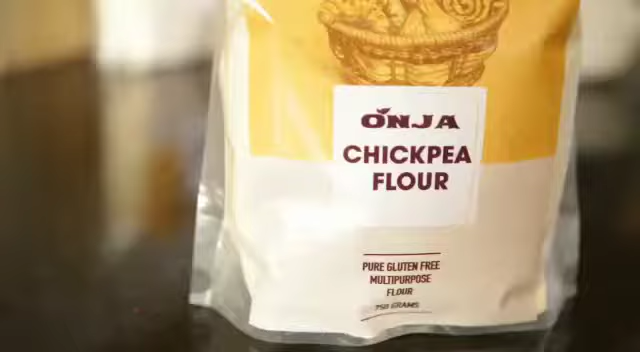 ONJA
CHICKPEA
FLOUR
PURE GLUTEN FREE
MULTIPURPOSE
FLOUR
750 GRAMS